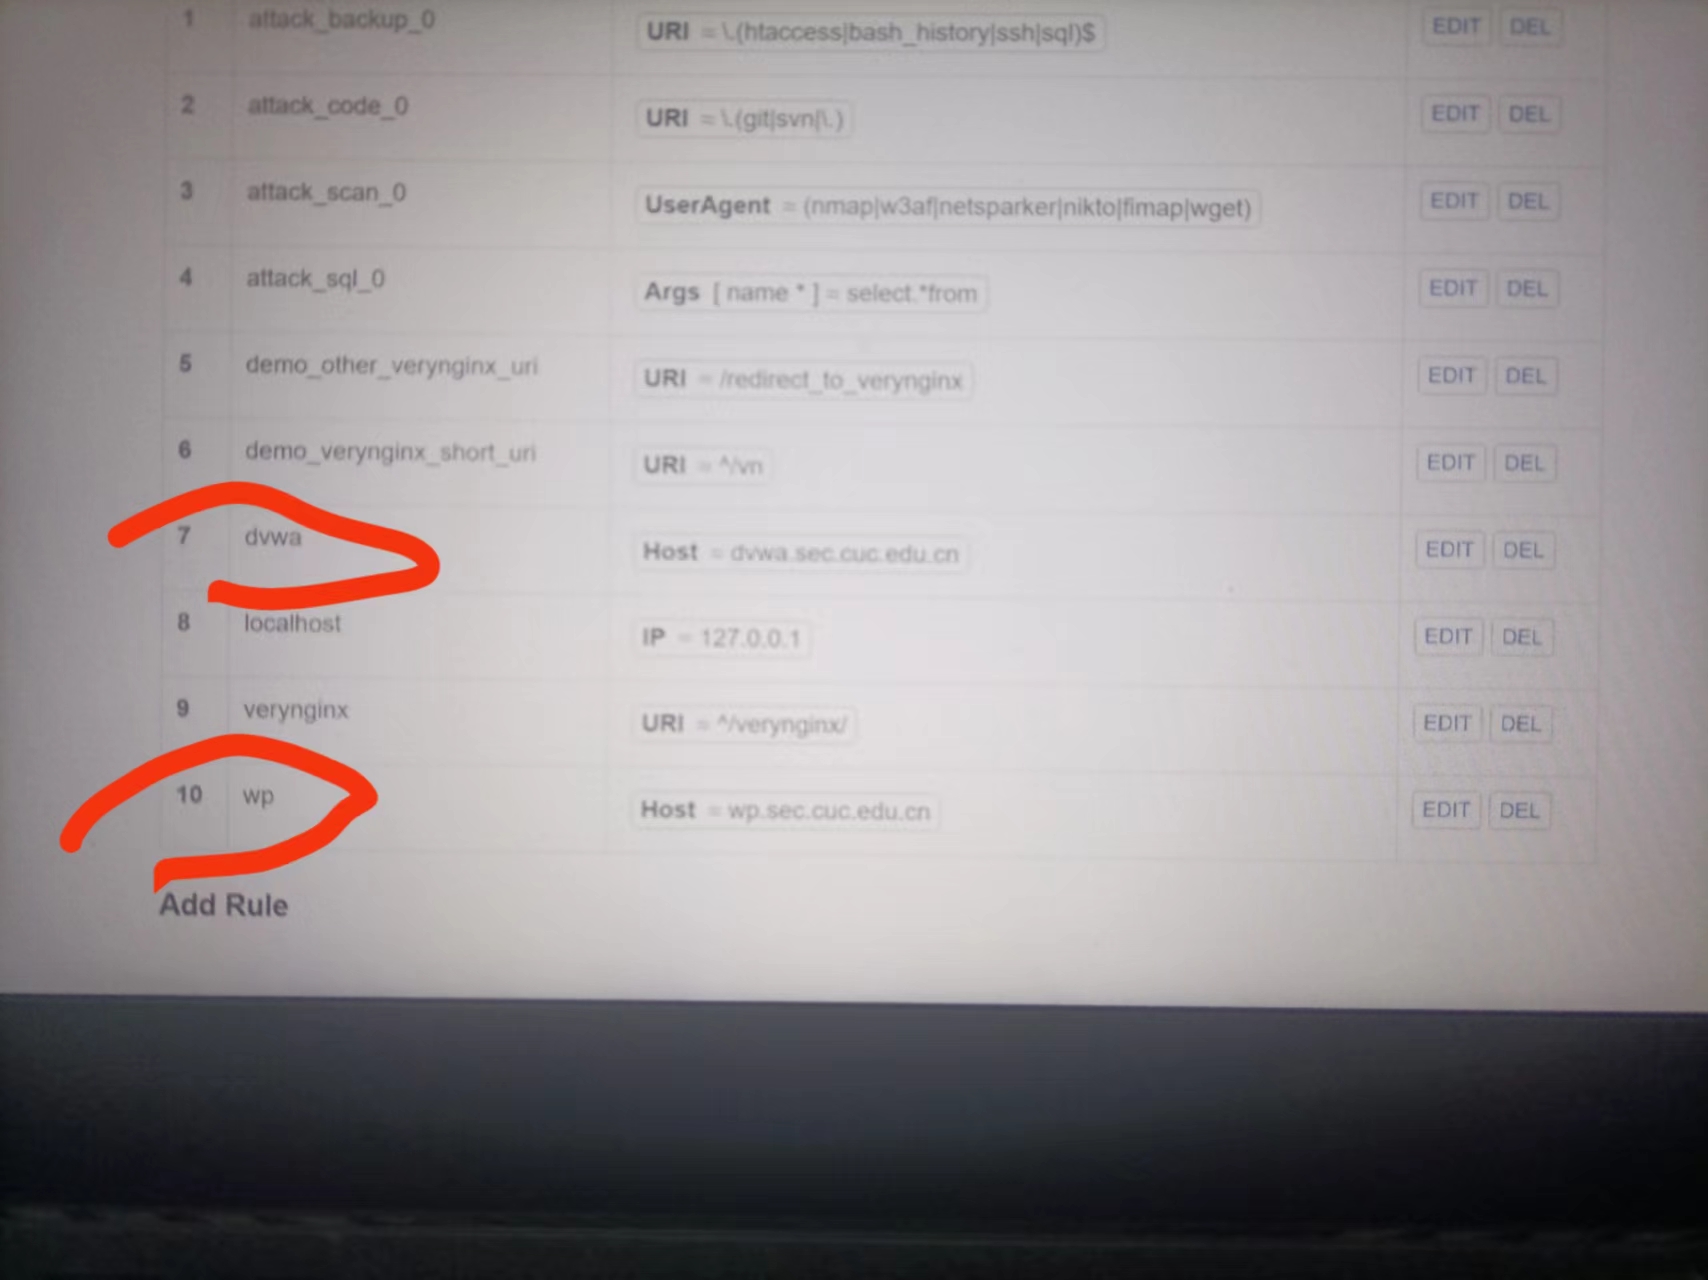 1 attack_backup_0 URI = \.(htaccess|bash_history|ssh|sql)$ EDIT DEL
2 attack_code_0 URI = \.(git|svn|\.) EDIT DEL
3 attack_scan_0 UserAgent = (nmap|w3af|netsparker|nikto|fimap|wget) EDIT DEL
4 attack_sql_0 Args [ name * ] = select.*from EDIT DEL
5 demo_other_verynginx_uri URI = /redirect_to_verynginx EDIT DEL
6 demo_verynginx_short_uri URI = ^/vn EDIT DEL
7 dvwa Host = dvwa.sec.cuc.edu.cn EDIT DEL
8 localhost IP = 127.0.0.1 EDIT DEL
9 verynginx URI = ^/verynginx/ EDIT DEL
10 wp Host = wp.sec.cuc.edu.cn EDIT DEL
Add Rule